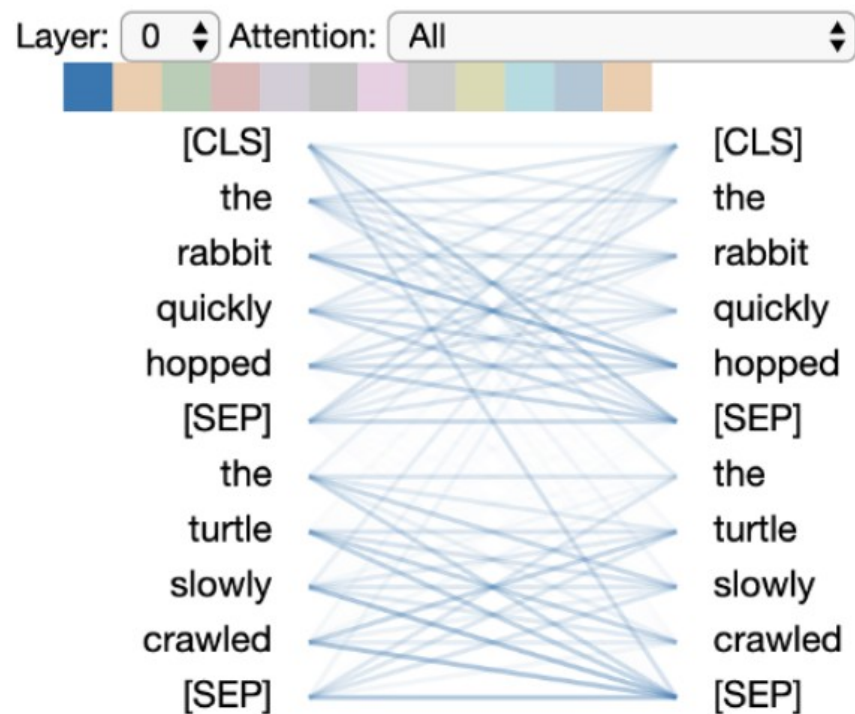 Layer: 0 Attention: All
[CLS] [CLS]
the the
rabbit rabbit
quickly quickly
hopped hopped
[SEP] [SEP]
the the
turtle turtle
slowly slowly
crawled crawled
[SEP] [SEP]